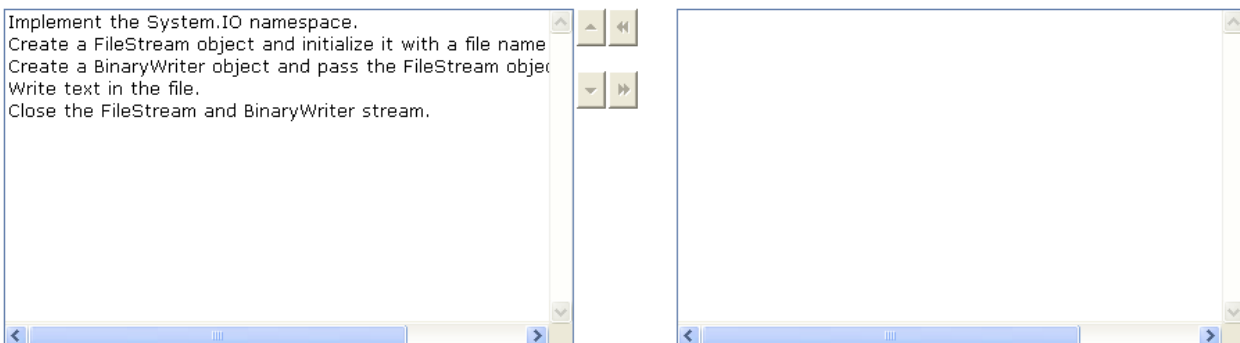 Implement the System.IO namespace.
Create a FileStream object and initialize it with a file name
Create a BinaryWriter object and pass the FileStream
Write text in the file.
Close the FileStream and BinaryWriter stream.